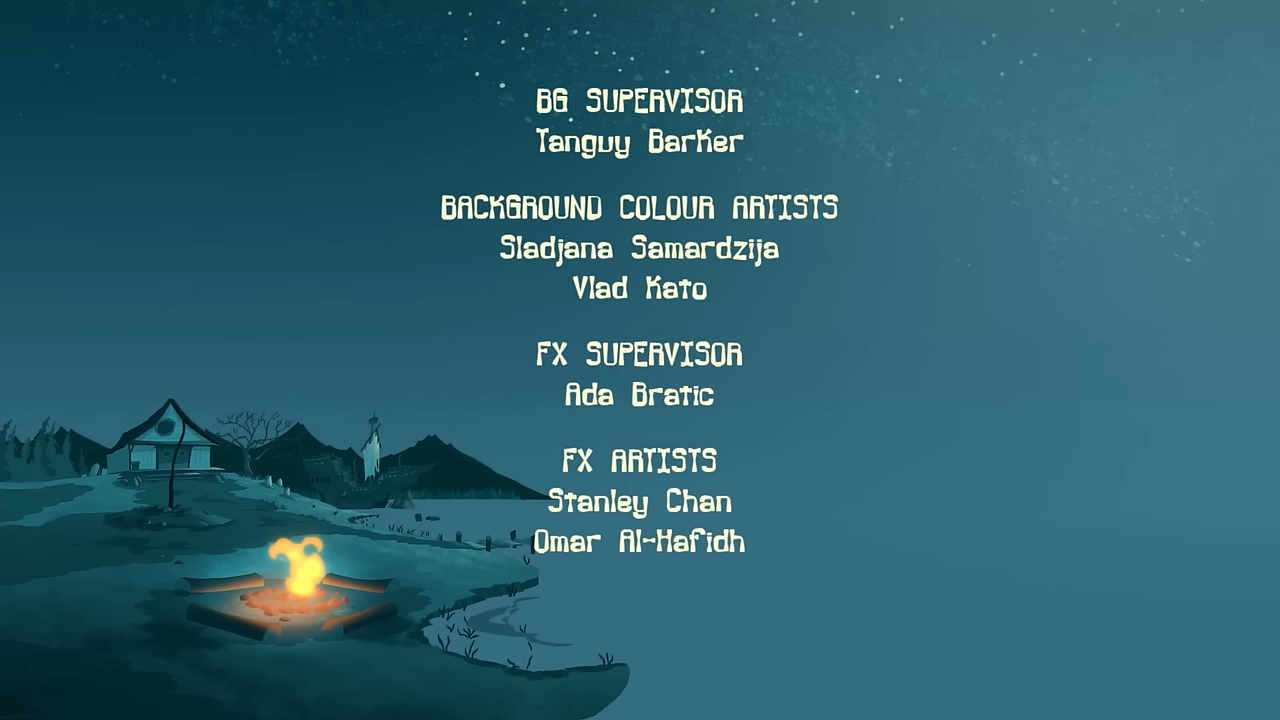 BG SUPERVISOR
Tanguy Barker
BACKGROUND COLOUR ARTISTS
Sladjana Samardzija
Vlad Kato
FX SUPERVISOR
Ada Bratic
FX ARTISTS
Stanley Chan
Omar Al-Hafidh